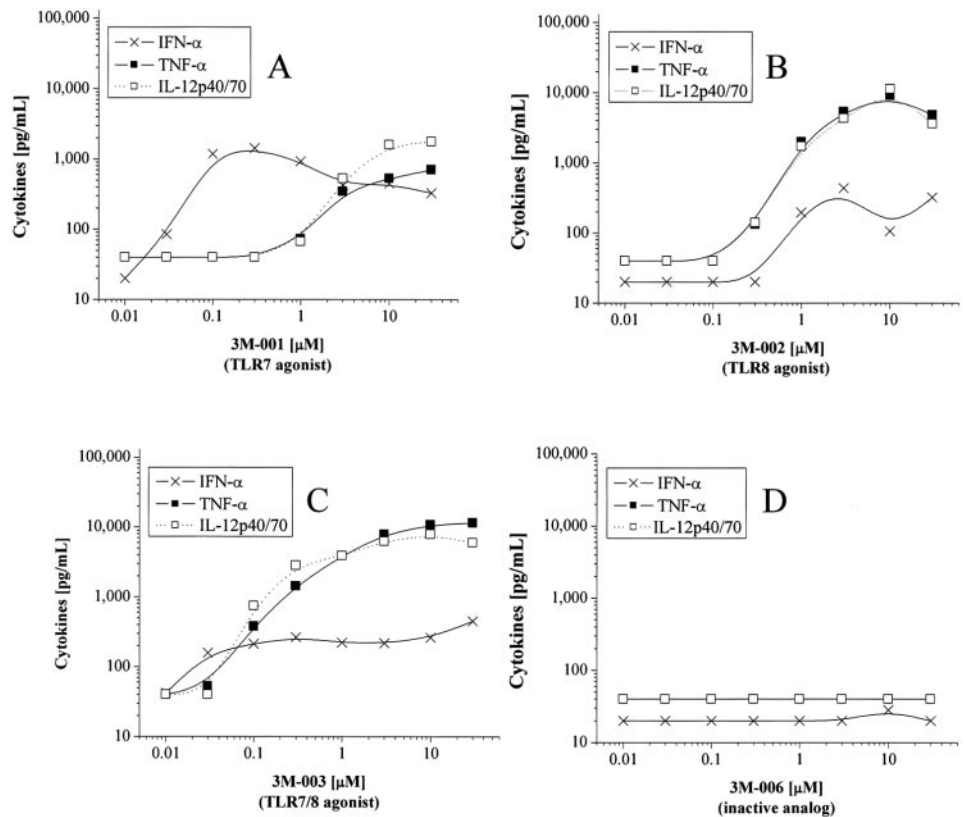 100,000
10,000
1,000
100
10
Cytokines [pg/mL]
IFN-α
TNF-α
IL-12p40/70
A
0.01 0.1 1 10
3M-001 [μM]
(TLR7 agonist)
100,000
10,000
1,000
100
10
Cytokines [pg/mL]
IFN-α
TNF-α
IL-12p40/70
B
0.01 0.1 1 10
3M-002 [μM]
(TLR8 agonist)
100,000
10,000
1,000
100
10
Cytokines [pg/mL]
IFN-α
TNF-α
IL-12p40/70
C
0.01 0.1 1 10
3M-003 [μM]
(TLR7/8 agonist)
100,000
10,000
1,000
100
10
Cytokines [pg/mL]
IFN-α
TNF-α
IL-12p40/70
D
0.01 0.1 1 10
3M-006 [μM]
(inactive analog)